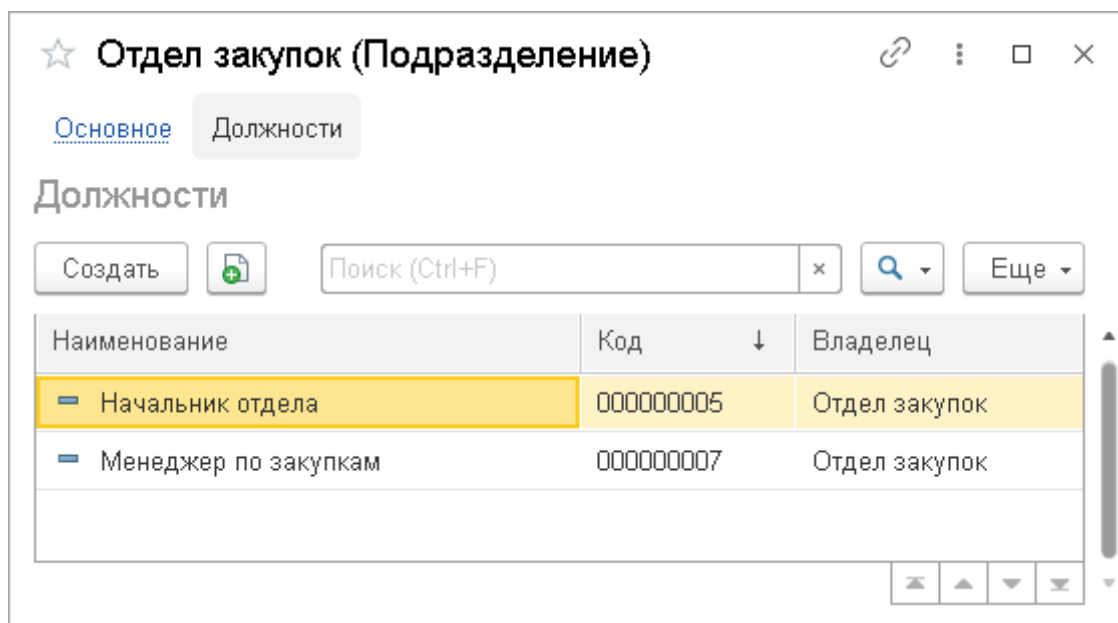 Отдел закупок (Подразделение)
Основное Должности
Должности
Создать Поиск (Ctrl+F) × Еще
Наименование Код ↓ Владелец
Начальник отдела 000000005 Отдел закупок
Менеджер по закупкам 000000007 Отдел закупок